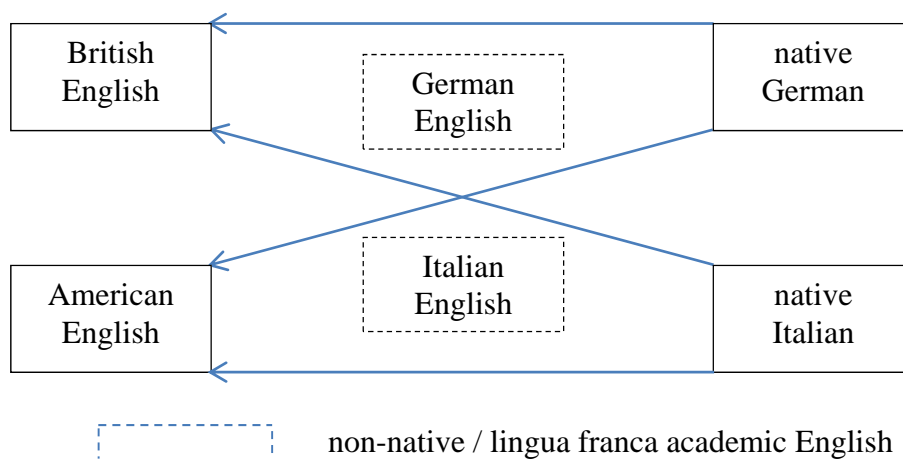 British
English
German
English
native
German
American
English
Italian
English
native
Italian
non-native / lingua franca academic English